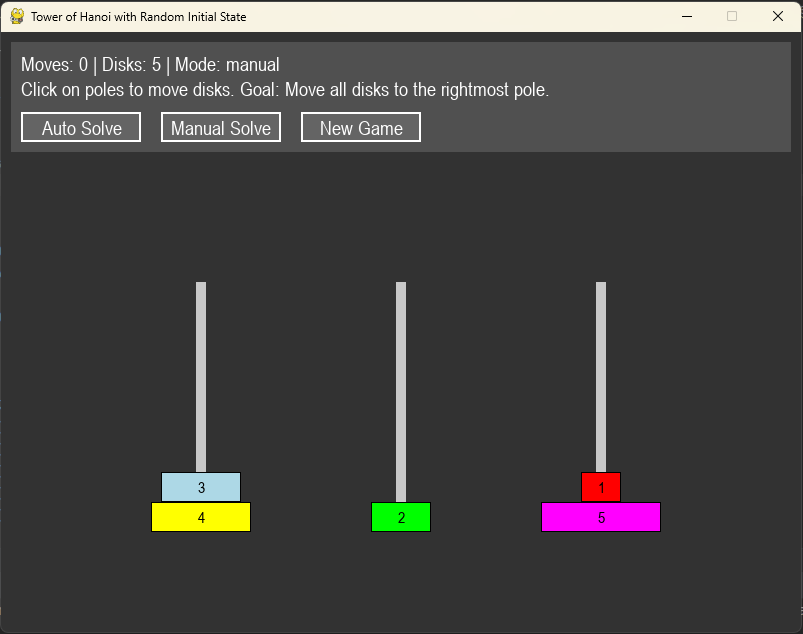 Tower of Hanoi with Random Initial State
Moves: 0 | Disks: 5 | Mode: manual
Click on poles to move disks. Goal: Move all disks to the rightmost pole.
Auto Solve Manual Solve New Game
3 1
4 2 5